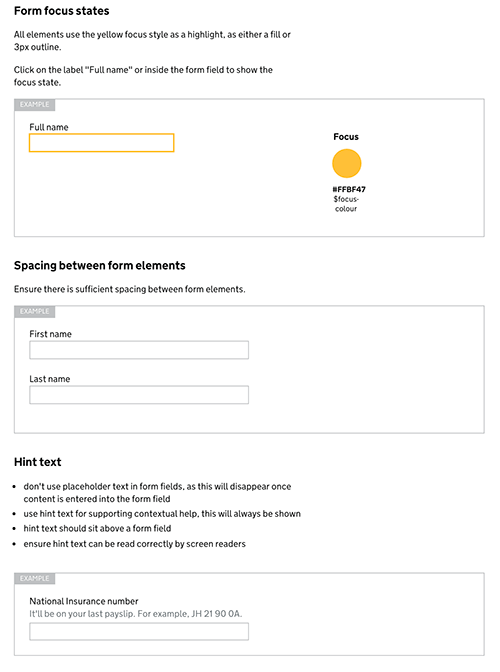 Form focus states
All elements use the yellow focus style as a highlight, as either a fill or
3px outline.
Click on the label "Full name" or inside the form field to show the
focus state.
EXAMPLE
Full name
Focus
#FFBF47
$focus-
colour
Spacing between form elements
Ensure there is sufficient spacing between form elements.
EXAMPLE
First name
Last name
Hint text
• don't use placeholder text in form fields, as this will disappear once
content is entered into the form field
• use hint text for supporting contextual help, this will always be shown
• hint text should sit above a form field
• ensure hint text can be read correctly by screen readers
EXAMPLE
National Insurance number
It'll be on your last payslip. For example, JH 21 90 0A.